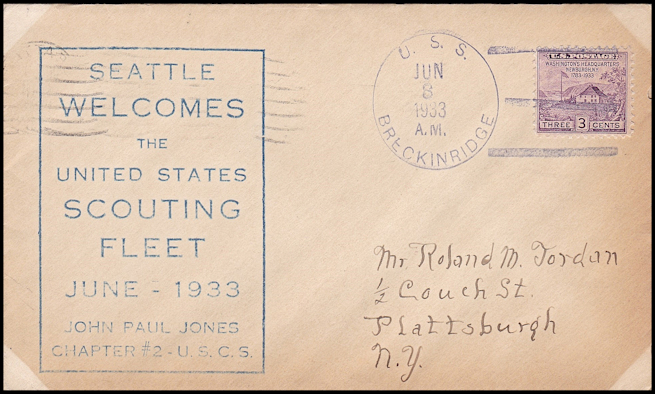 SEATTLE
WELCOMES
THE
UNITED STATES
SCOUTING
FLEET
JUNE - 1933
JOHN PAUL JONES
CHAPTER #2 - U.S.C.S.
U. S. S.
JUN
8
1933
A.M.
BRECKINRIDGE
U.S. POSTAGE
WASHINGTON'S HEADQUARTERS
NEWBURGH, N.Y.
1783-1933
THREE 3 CENTS
Mr. Roland M. Jordan
1/2 Couch St.
Plattsburgh
N.Y.